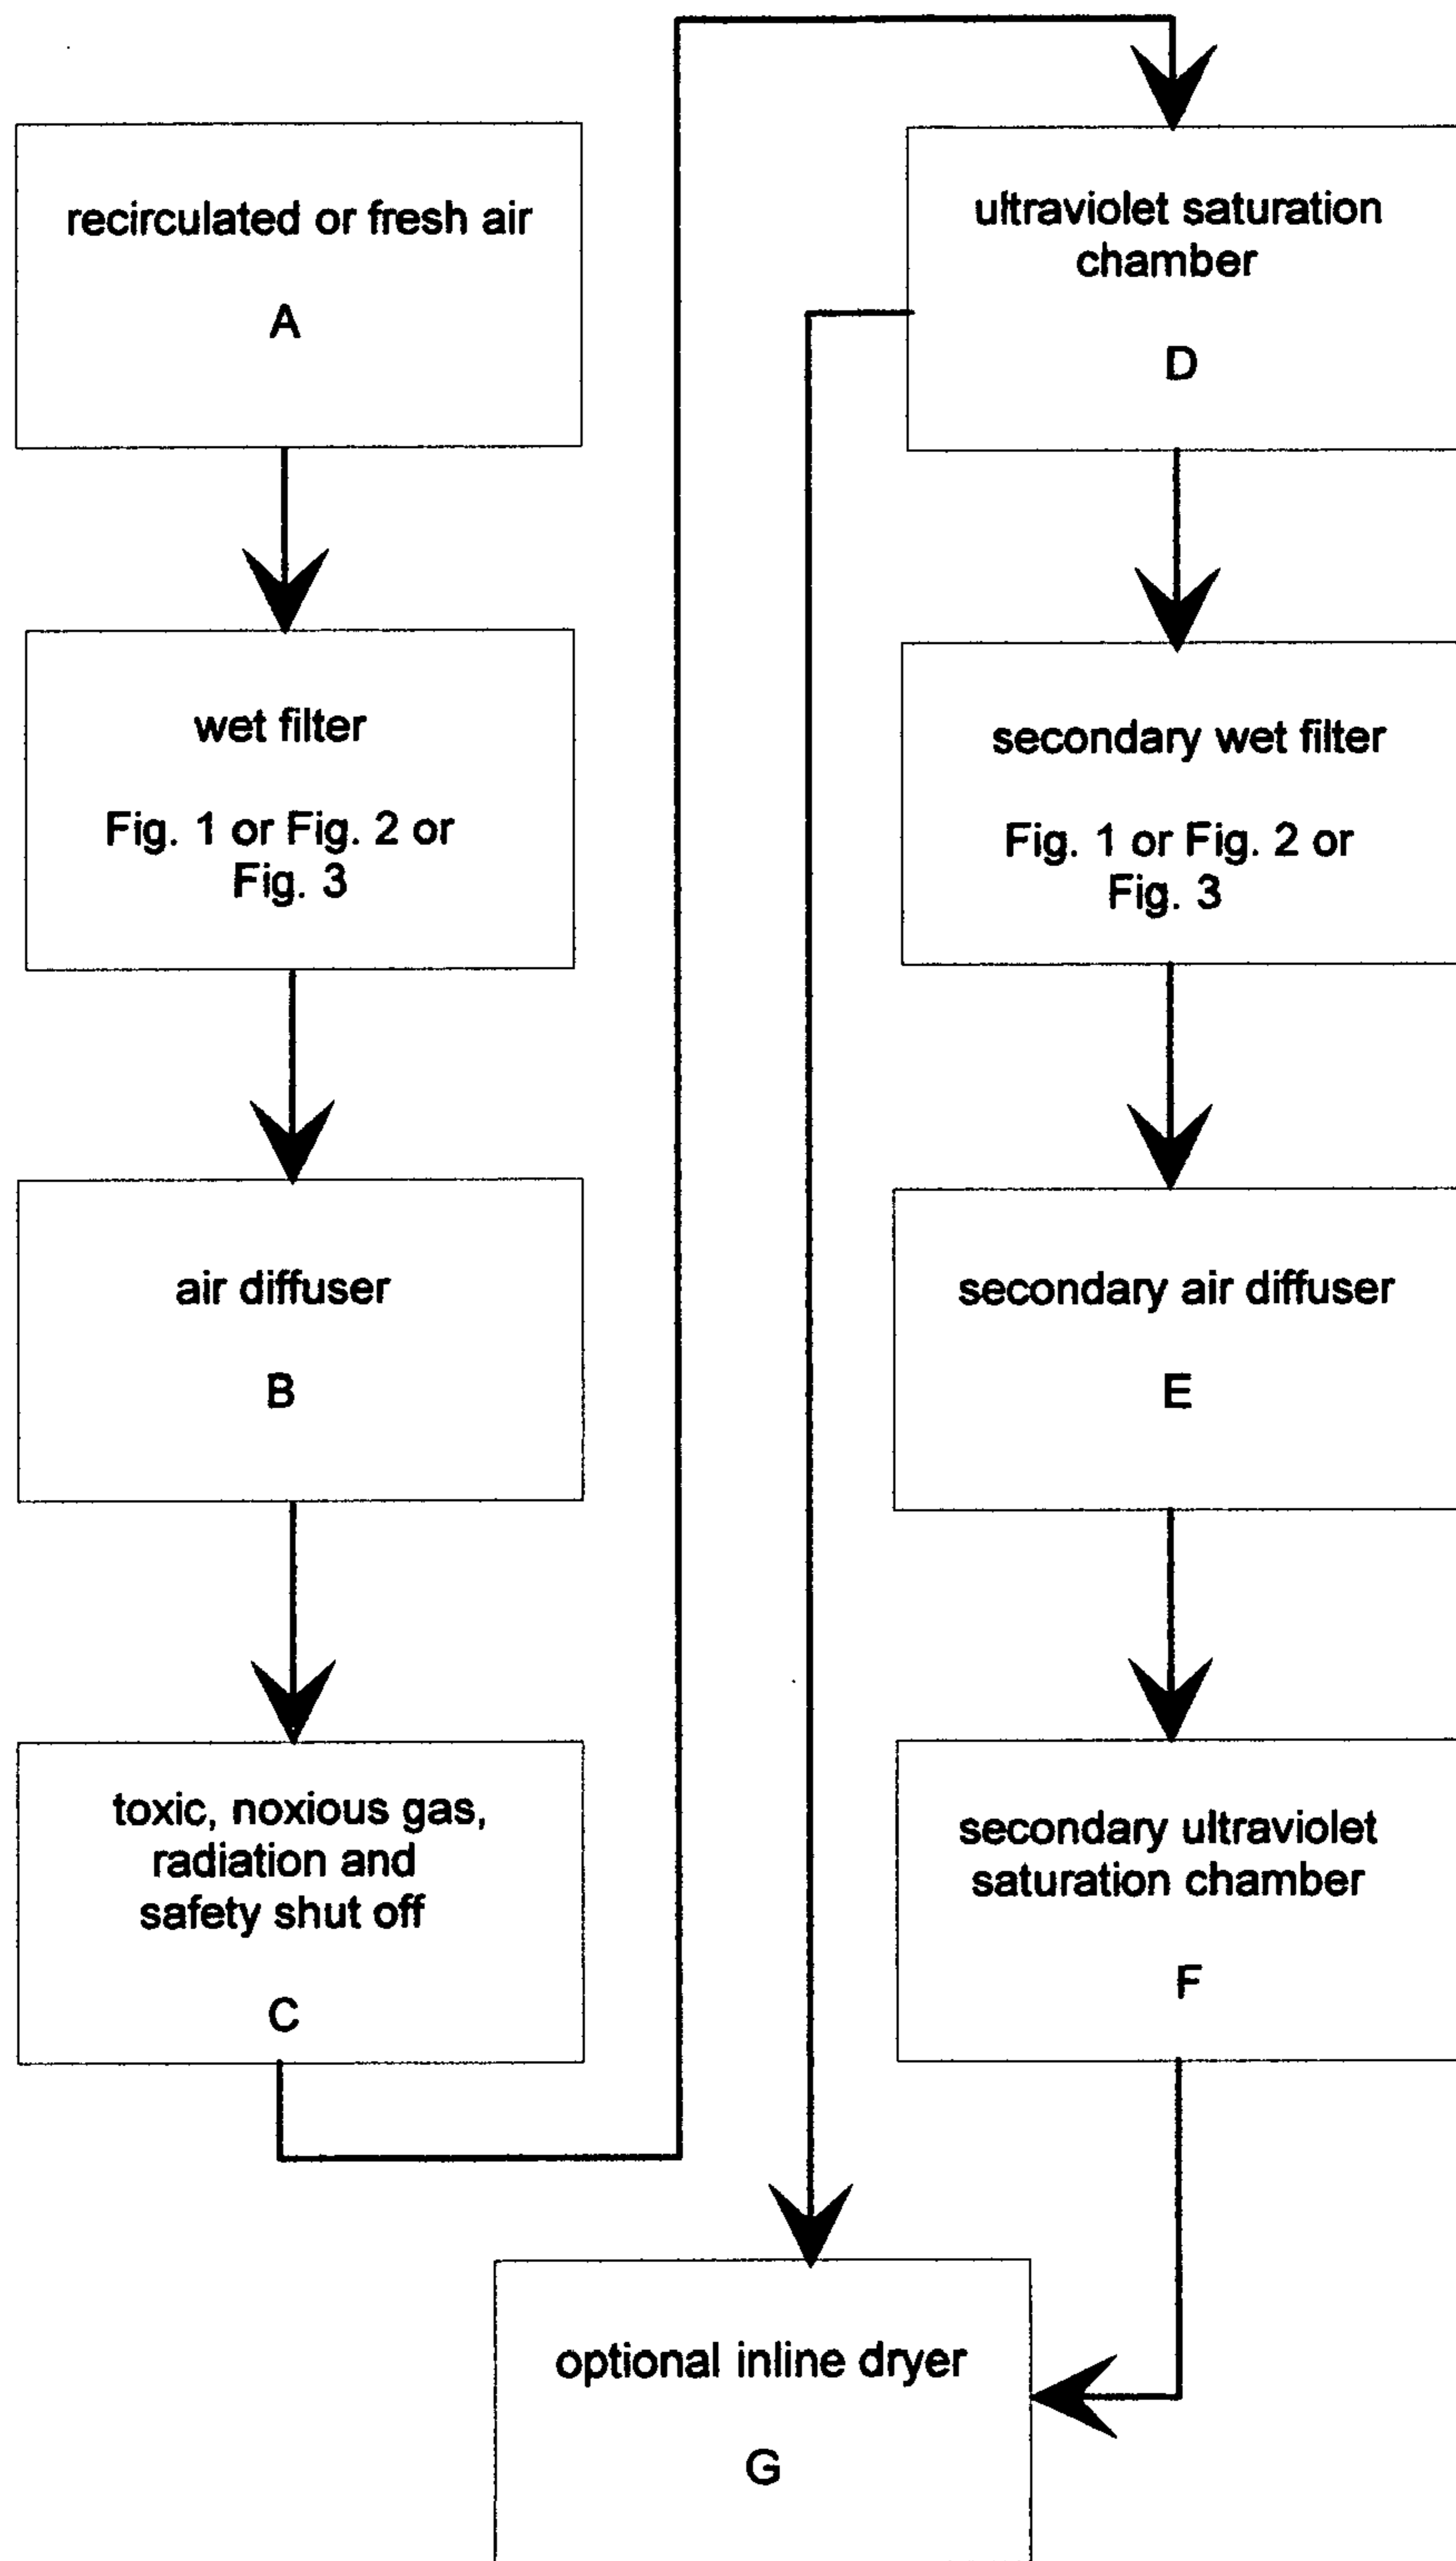 recirculated or fresh air
A
wet filter
Fig. 1 or Fig. 2 or
Fig. 3
air diffuser
B
toxic, noxious gas,
radiation and
safety shut off
C
ultraviolet saturation
chamber
D
secondary wet filter
Fig. 1 or Fig. 2 or
Fig. 3
secondary air diffuser
E
secondary ultraviolet
saturation chamber
F
optional inline dryer
G